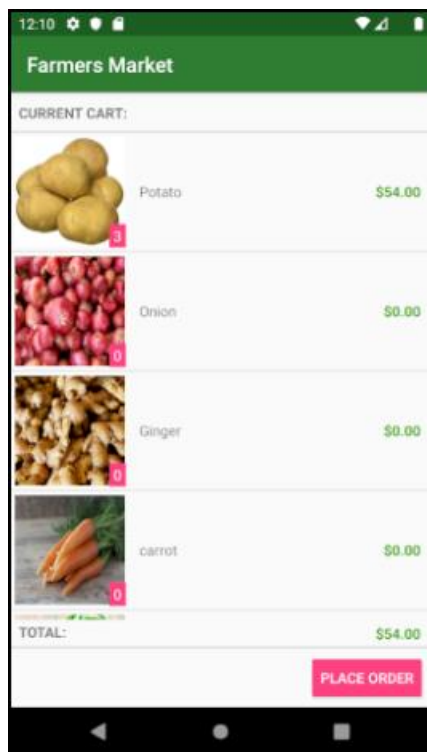 12:10
Farmers Market
CURRENT CART:
3
Potato
$54.00
0
Onion
$0.00
0
Ginger
$0.00
0
carrot
$0.00
TOTAL:
$54.00
PLACE ORDER